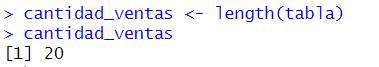 > cantidad_ventas <- length(tabla)
> cantidad_ventas
[1] 20